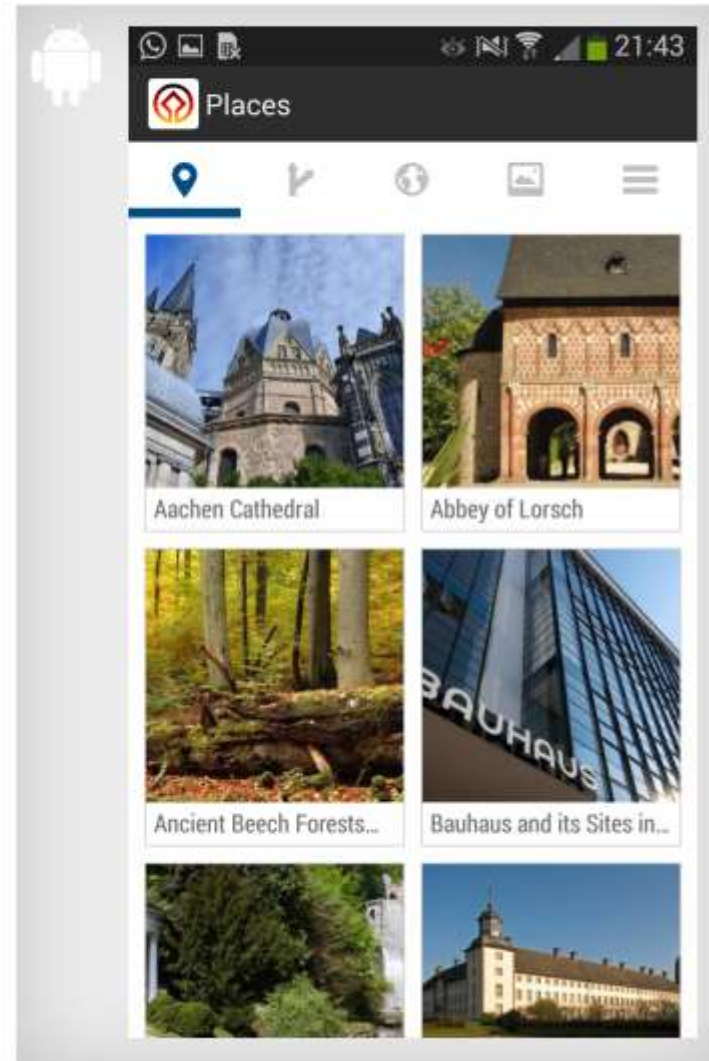 21:43
Places
Aachen Cathedral
Abbey of Lorsch
BAUHAUS
Ancient Beech Forests...
Bauhaus and its Sites in...